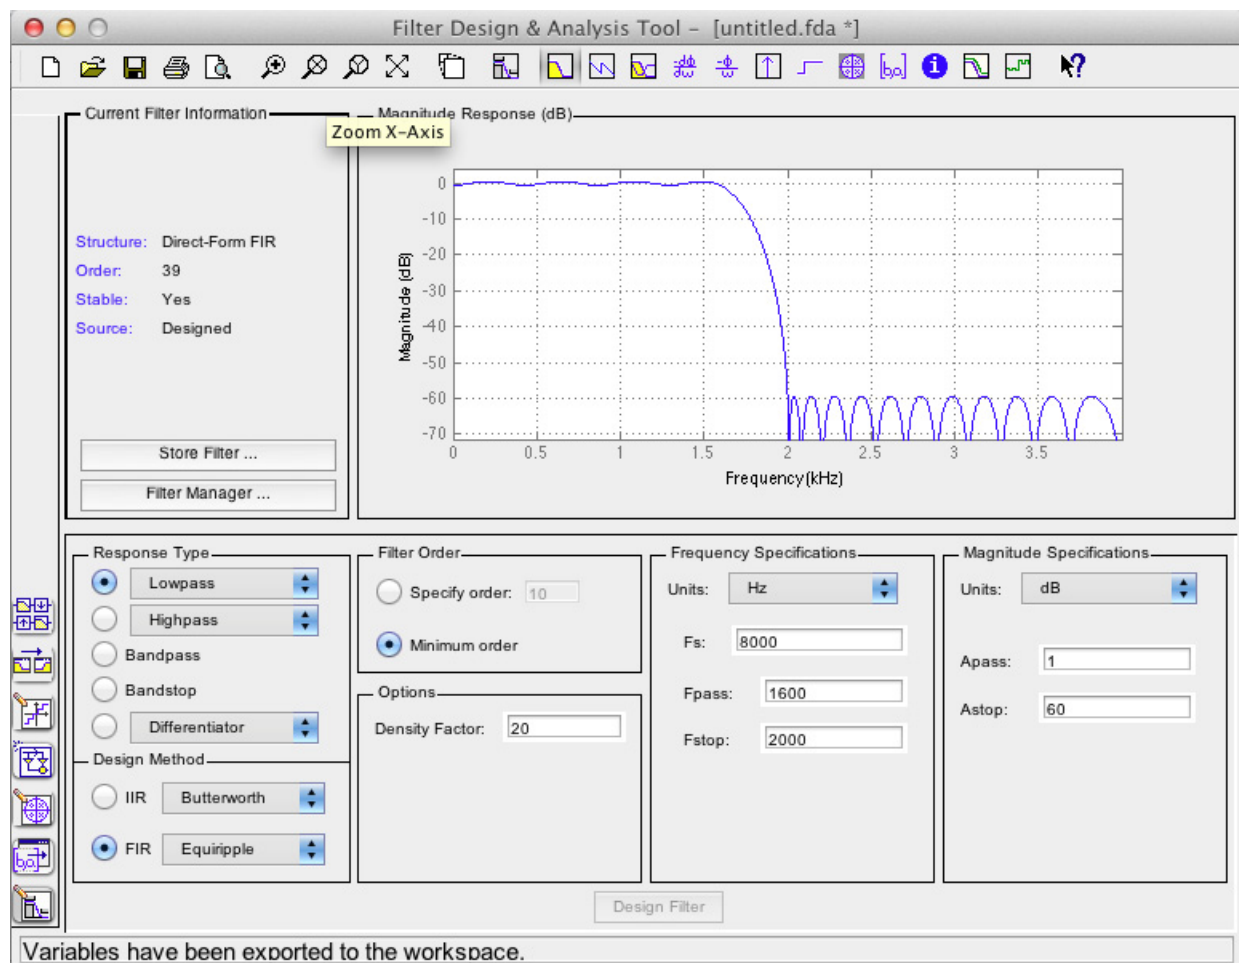 Filter Design & Analysis Tool - [untitled.fda *]
[b,a]
Current Filter Information
Zoom X-Axis
Magnitude Response (dB)
Structure: Direct-Form FIR
Order: 39
Stable: Yes
Source: Designed
Store Filter ...
Filter Manager ...
Magnitude (dB)
0
-10
-20
-30
-40
-50
-60
-70
0 0.5 1 1.5 2 2.5 3 3.5
Frequency(kHz)
Response Type
Lowpass
Highpass
Bandpass
Bandstop
Differentiator
Design Method
IIR Butterworth
FIR Equiripple
Filter Order
Specify order: 10
Minimum order
Options
Density Factor: 20
Frequency Specifications
Units: Hz
Fs: 8000
Fpass: 1600
Fstop: 2000
Magnitude Specifications
Units: dB
Apass: 1
Astop: 60
Design Filter
Variables have been exported to the workspace.